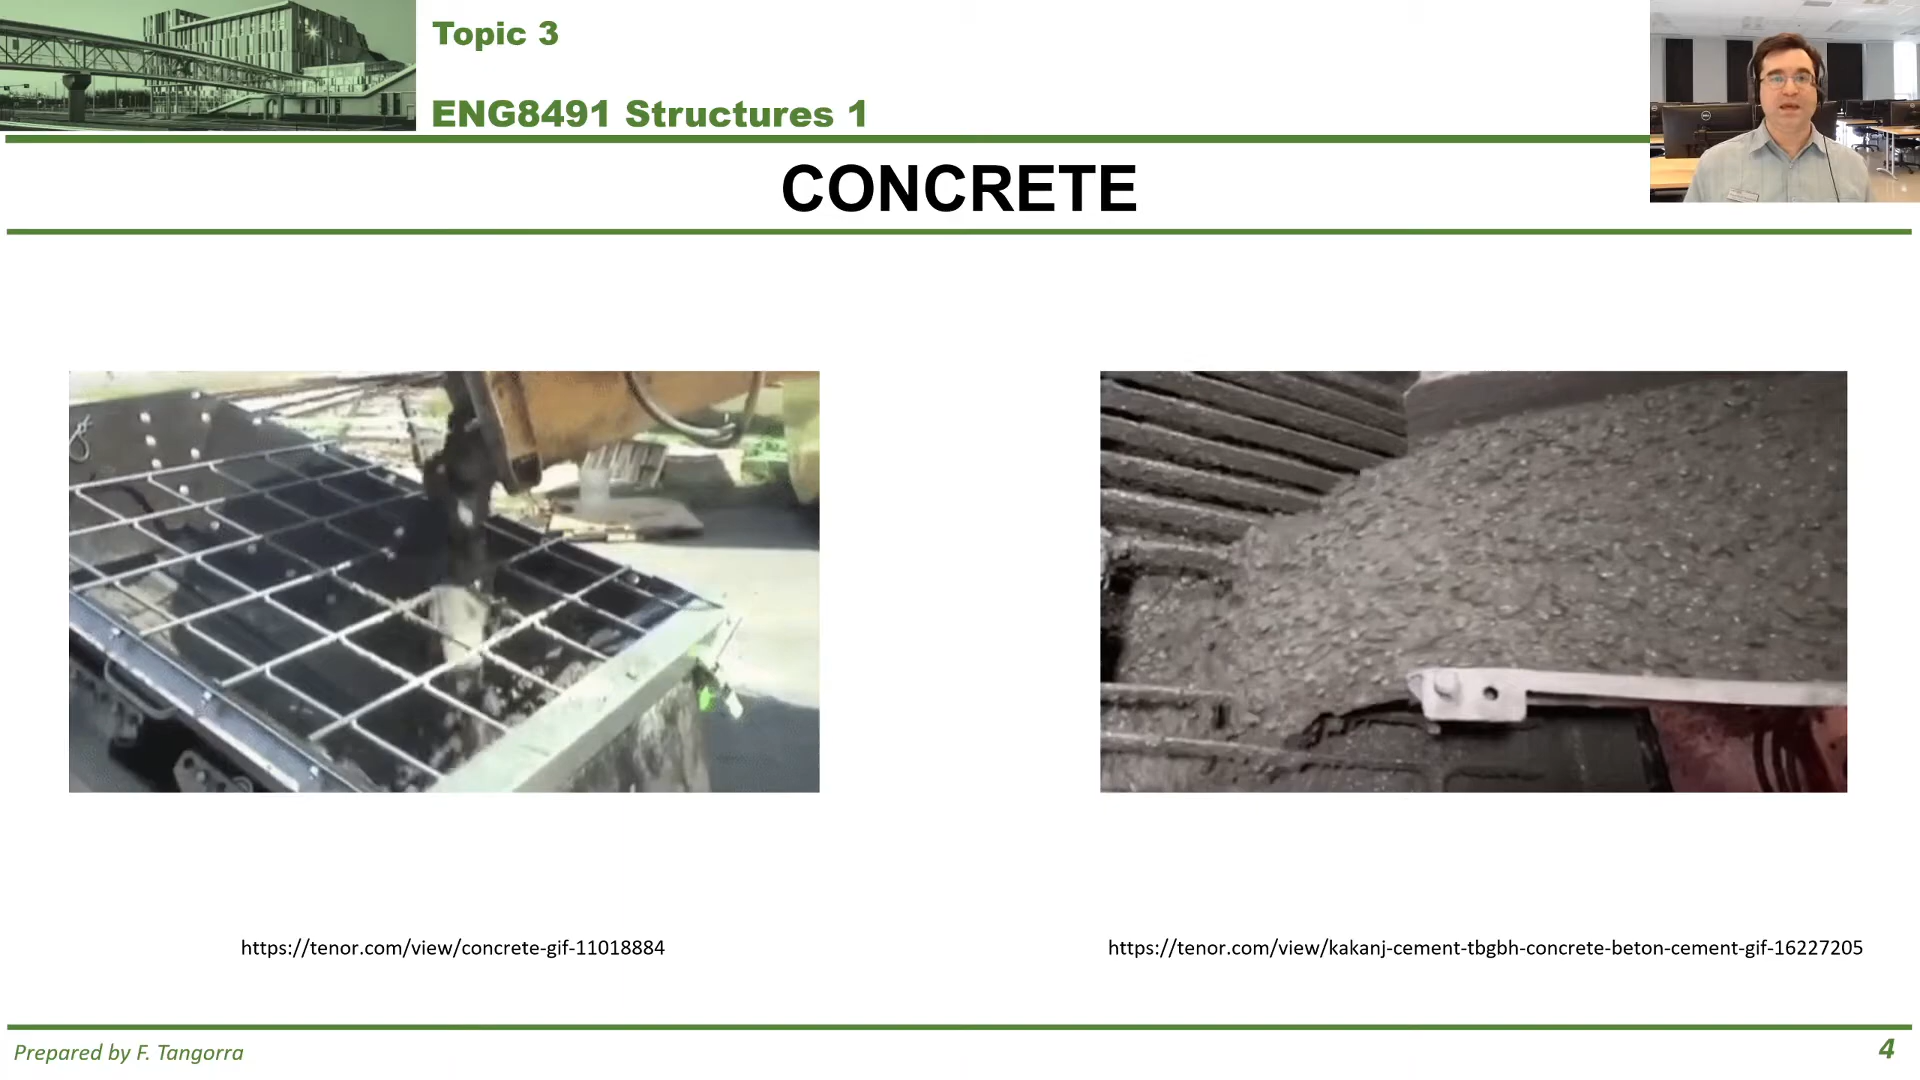 Topic 3
ENG8491 Structures 1
CONCRETE
https://tenor.com/view/concrete-gif-11018884
https://tenor.com/view/kakanj-cement-tbgbh-concrete-beton-cement-gif-16227205
Prepared by F. Tangorra
4